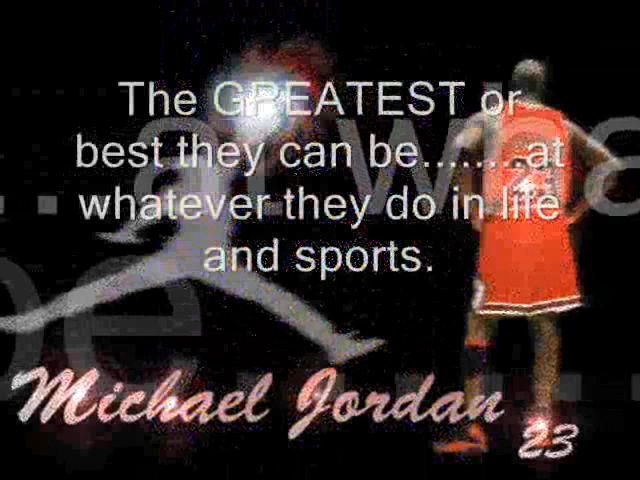 The GREATEST or
best they can be.......at
whatever they do in life
and sports.
Michael Jordan
23